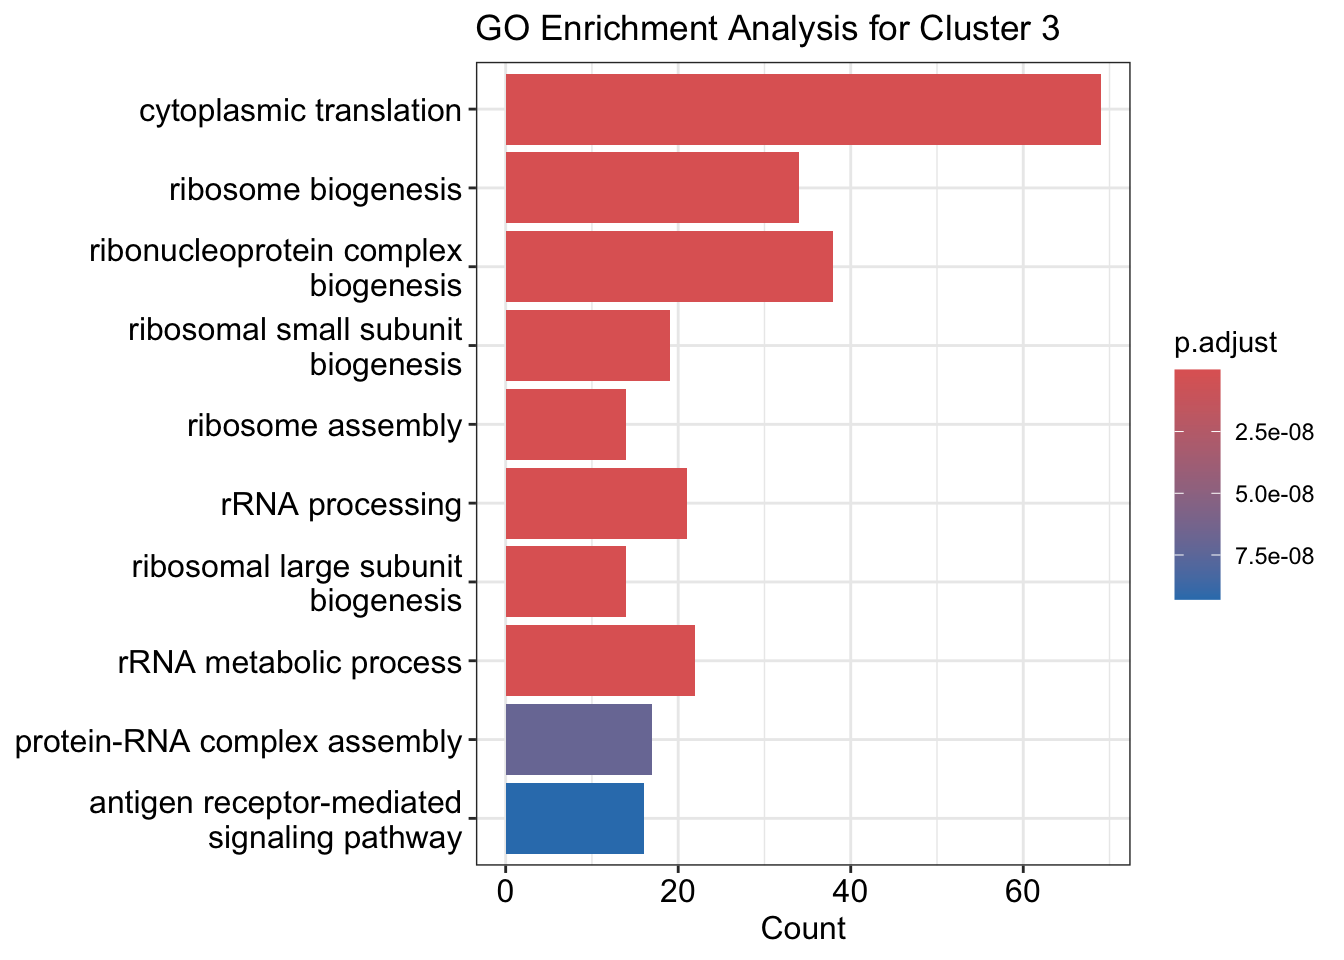 GO Enrichment Analysis for Cluster 3
cytoplasmic translation
ribosome biogenesis
ribonucleoprotein complex
biogenesis
ribosomal small subunit
biogenesis
ribosome assembly
rRNA processing
ribosomal large subunit
biogenesis
rRNA metabolic process
protein-RNA complex assembly
antigen receptor-mediated
signaling pathway
0 20 40 60
Count
p.adjust
2.5e-08
5.0e-08
7.5e-08